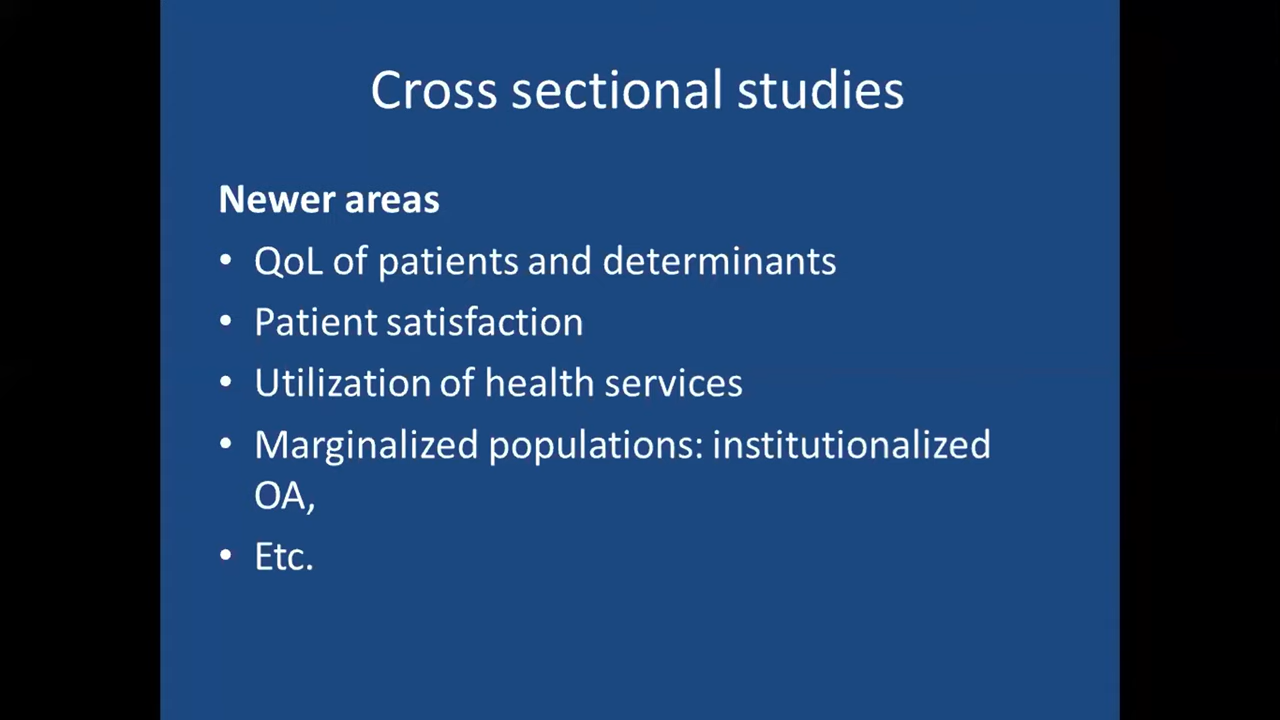 Cross sectional studies
Newer areas
• QoL of patients and determinants
• Patient satisfaction
• Utilization of health services
• Marginalized populations: institutionalized
OA,
• Etc.